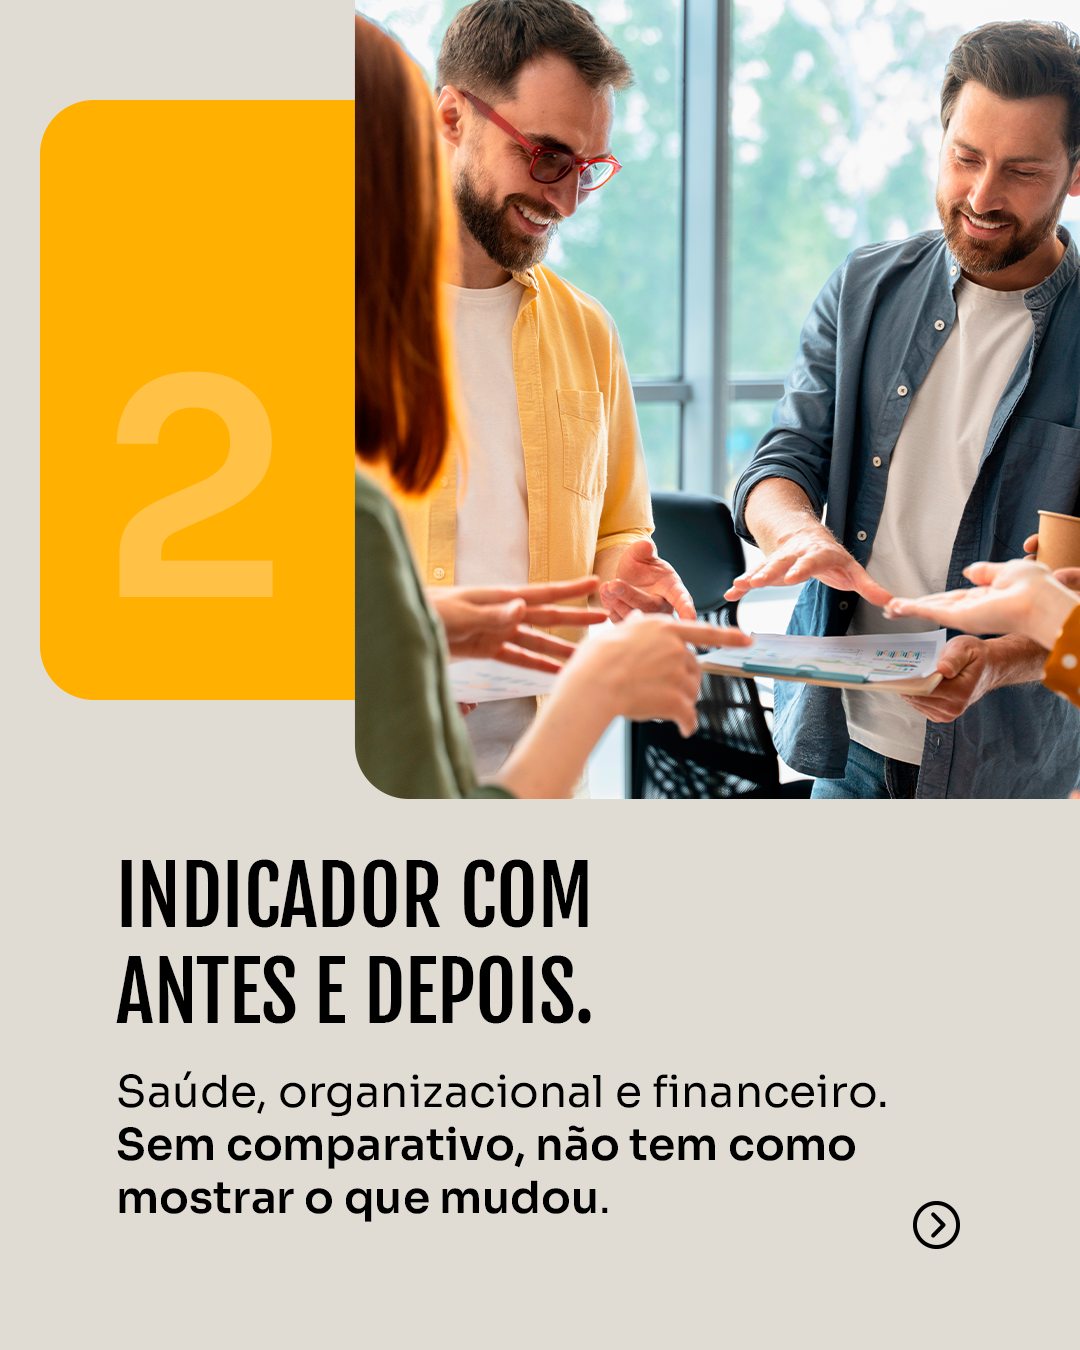 2
INDICADOR COM
ANTES E DEPOIS.
Saúde, organizacional e financeiro.
Sem comparativo, não tem como
mostrar o que mudou.